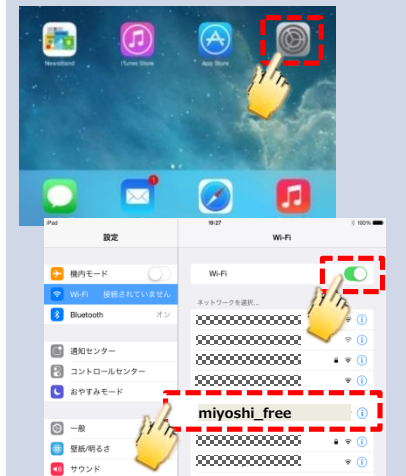 Newsstand
iTunes Store
App Store
1
iPad
19:27
100%
設定
Wi-Fi
機内モード
Wi-Fi
Wi-Fi 接続されていません
ネットワークを選択...
Bluetooth オン
通知センター
コントロールセンター
おやすみモード
miyoshi_free
一般
壁紙/明るさ
サウンド